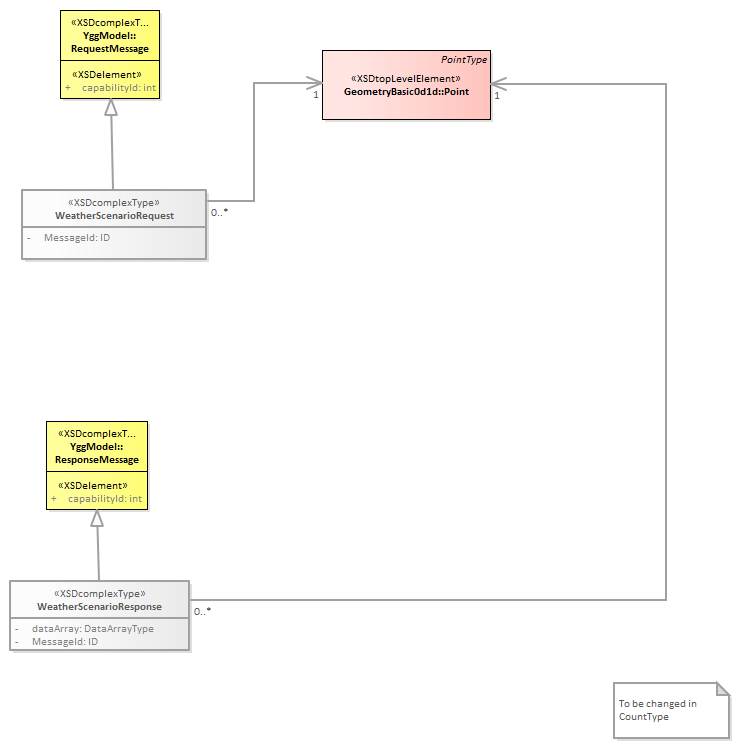 «XSDcomplexT...
YggModel::
RequestMessage
«XSDelement»
+ capabilityId: int
PointType
«XSDtopLevelElement»
GeometryBasic0d1d::Point
1
1
«XSDcomplexType»
WeatherScenarioRequest
- MessageId: ID
0..*
«XSDcomplexT...
YggModel::
ResponseMessage
«XSDelement»
+ capabilityId: int
«XSDcomplexType»
WeatherScenarioResponse
- dataArray: DataArrayType
- MessageId: ID
0..*
To be changed in
CountType